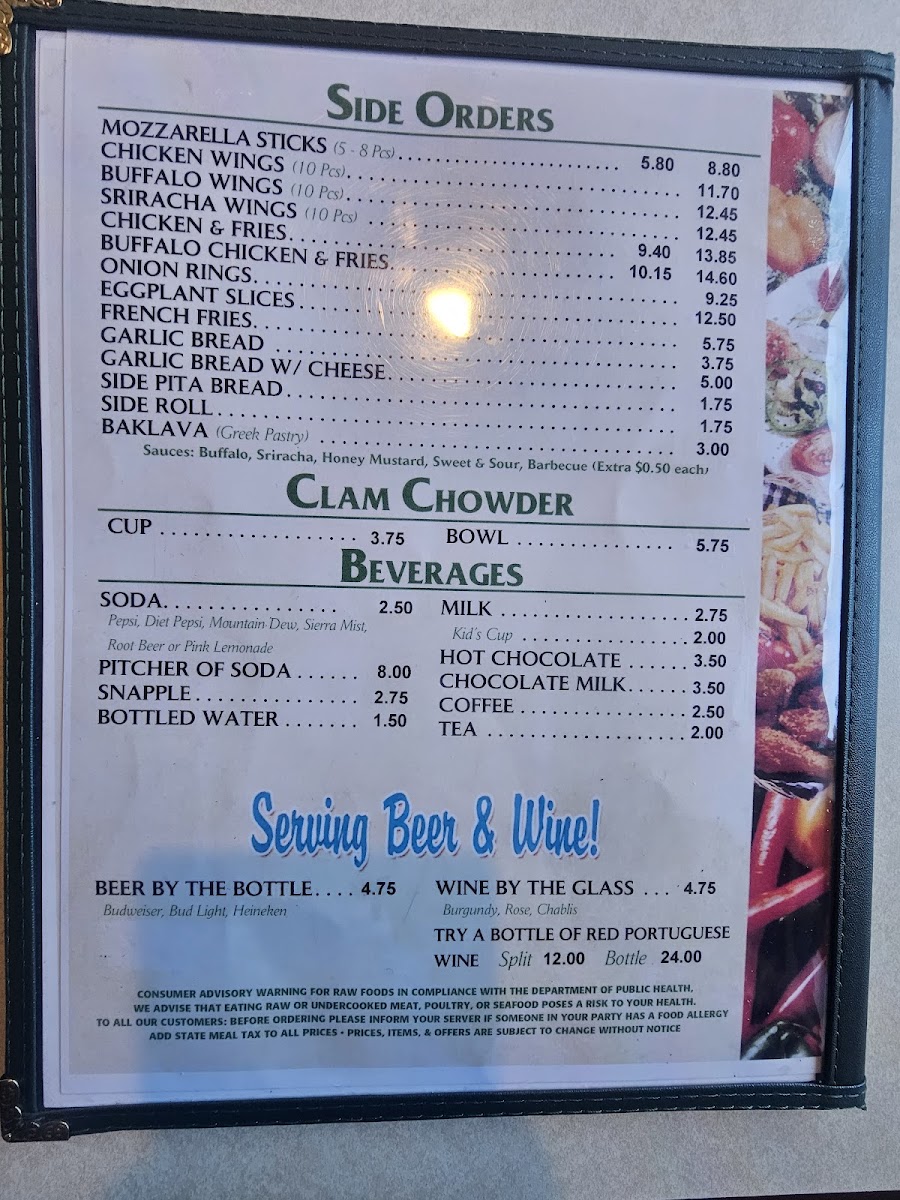 SIDE ORDERS
MOZZARELLA STICKS (5 - 8 Pcs) 5.80 8.80
CHICKEN WINGS (10 Pcs) 11.70
BUFFALO WINGS (10 Pcs) 12.45
SRIRACHA WINGS (10 Pcs) 12.45
CHICKEN & FRIES 9.40 13.85
BUFFALO CHICKEN & FRIES 10.15 14.60
ONION RINGS 9.25
EGGPLANT SLICES 12.50
FRENCH FRIES 5.75
GARLIC BREAD 3.75
GARLIC BREAD W/ CHEESE 5.00
SIDE PITA BREAD 1.75
SIDE ROLL 1.75
BAKLAVA (Greek Pastry) 3.00
Sauces: Buffalo, Sriracha, Honey Mustard, Sweet & Sour, Barbecue (Extra $0.50 each)
CLAM CHOWDER
CUP 3.75 BOWL 5.75
BEVERAGES
SODA 2.50
Pepsi, Diet Pepsi, Mountain Dew, Sierra Mist,
Root Beer or Pink Lemonade
PITCHER OF SODA 8.00
SNAPPLE 2.75
BOTTLED WATER 1.50
MILK 2.75
Kid's Cup 2.00
HOT CHOCOLATE 3.50
CHOCOLATE MILK 3.50
COFFEE 2.50
TEA 2.00
Serving Beer & Wine!
BEER BY THE BOTTLE 4.75
Budweiser, Bud Light, Heineken
WINE BY THE GLASS 4.75
Burgundy, Rose, Chablis
TRY A BOTTLE OF RED PORTUGUESE
WINE Split 12.00 Bottle 24.00
CONSUMER ADVISORY WARNING FOR RAW FOODS IN COMPLIANCE WITH THE DEPARTMENT OF PUBLIC HEALTH,
WE ADVISE THAT EATING RAW OR UNDERCOOKED MEAT, POULTRY, OR SEAFOOD POSES A RISK TO YOUR HEALTH.
TO ALL OUR CUSTOMERS: BEFORE ORDERING PLEASE INFORM YOUR SERVER IF SOMEONE IN YOUR PARTY HAS A FOOD ALLERGY
ADD STATE MEAL TAX TO ALL PRICES • PRICES, ITEMS, & OFFERS ARE SUBJECT TO CHANGE WITHOUT NOTICE